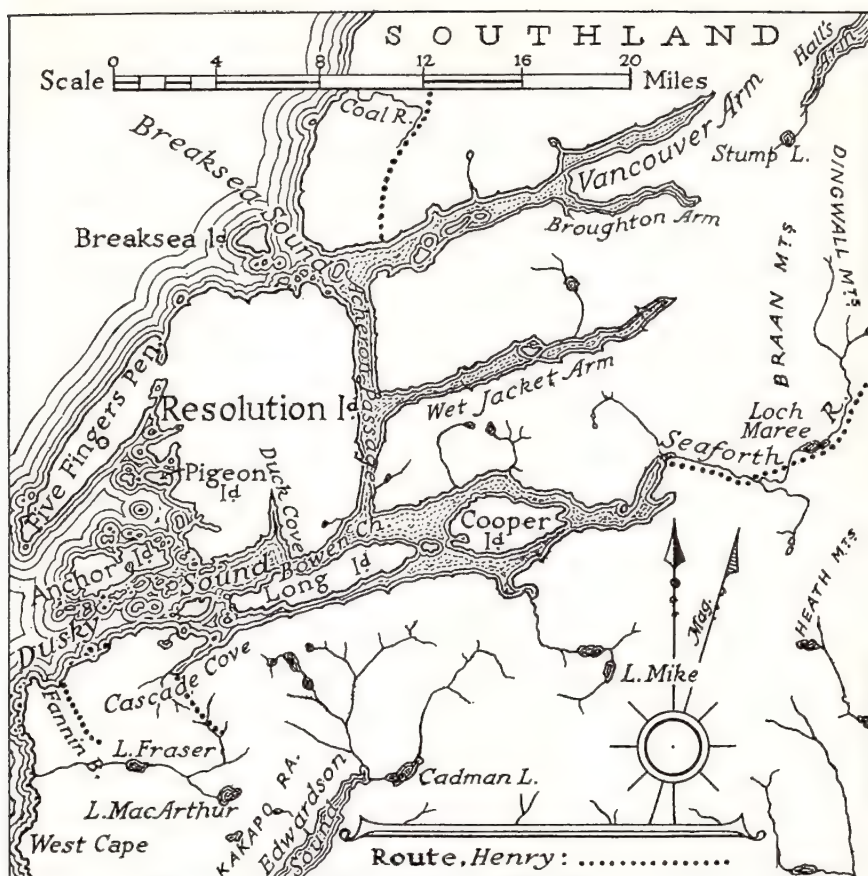 SOUTHLAND
Scale 0 4 8 12 16 20 Miles
Hall's Arm
Coal R.
Vancouver Arm
Stump L.
Breaksea Sound
DINGWALL MTS
Breaksea Id
Broughton Arm
BRAAN MTS
Acheron Passage
Five Fingers Pen.
Resolution Id
Wet Jacket Arm
Loch
Maree
Seaforth R.
Pigeon
Id
Duck Cove
Cooper
Id
Bowen Ch
Anchor Id
Long Id
Dusky Sound
HEATH MTS
Mag.
Cascade Cove
L. Mike
Fannin B.
L. Fraser
Cadman L.
L. MacArthur
KAKAPO RA.
Edwardson
Sound
West Cape
Route, Henry: ...............